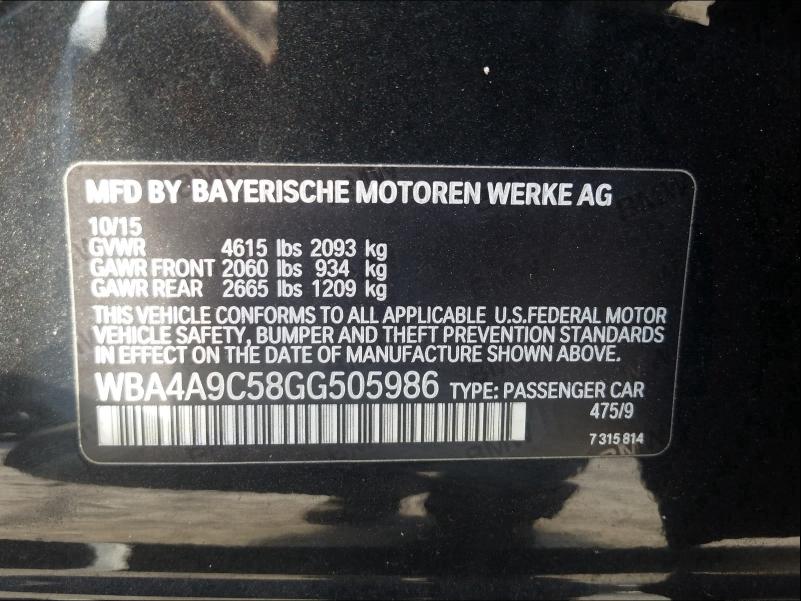 MFD BY BAYERISCHE MOTOREN WERKE AG
10/15
GVWR 4615 lbs 2093 kg
GAWR FRONT 2060 lbs 934 kg
GAWR REAR 2665 lbs 1209 kg
THIS VEHICLE CONFORMS TO ALL APPLICABLE U.S.FEDERAL MOTOR
VEHICLE SAFETY, BUMPER AND THEFT PREVENTION STANDARDS
IN EFFECT ON THE DATE OF MANUFACTURE SHOWN ABOVE.
WBA4A9C58GG505986 TYPE: PASSENGER CAR
475/9
7 315 814